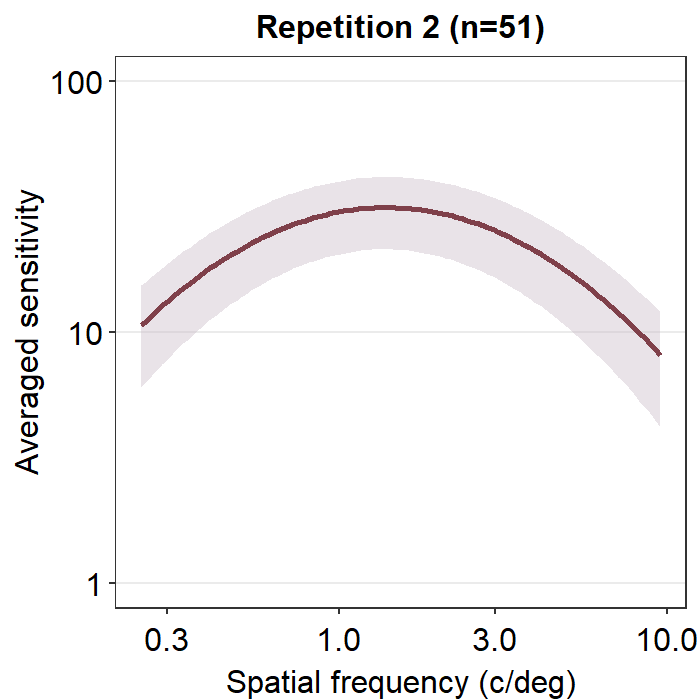 Repetition 2 (n=51)
Averaged sensitivity
100
10
1
0.3 1.0 3.0 10.0
Spatial frequency (c/deg)